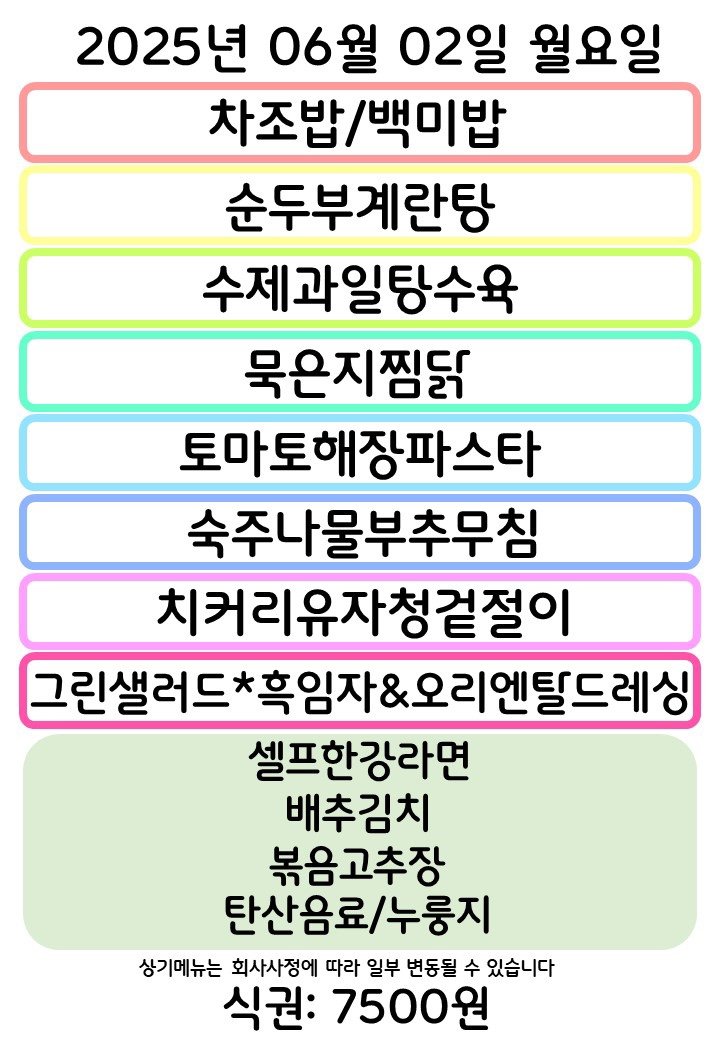 2025년 06월 02일 월요일
차조밥/백미밥
순두부계란탕
수제과일탕수육
묵은지찜닭
토마토해장파스타
숙주나물부추무침
치커리유자청겉절이
그린샐러드*흑임자&오리엔탈드레싱
셀프한강라면
배추김치
볶음고추장
탄산음료/누룽지
상기메뉴는 회사사정에 따라 일부 변동될 수 있습니다
식권: 7500원